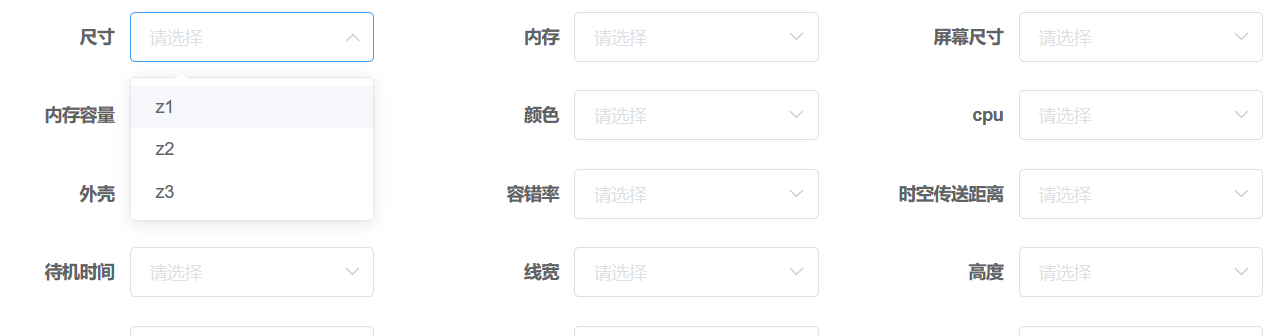 尺寸 请选择 内存 请选择 屏幕尺寸 请选择
z1
内存容量 颜色 请选择 cpu 请选择
z2
外壳 z3 容错率 请选择 时空传送距离 请选择
待机时间 请选择 线宽 请选择 高度 请选择